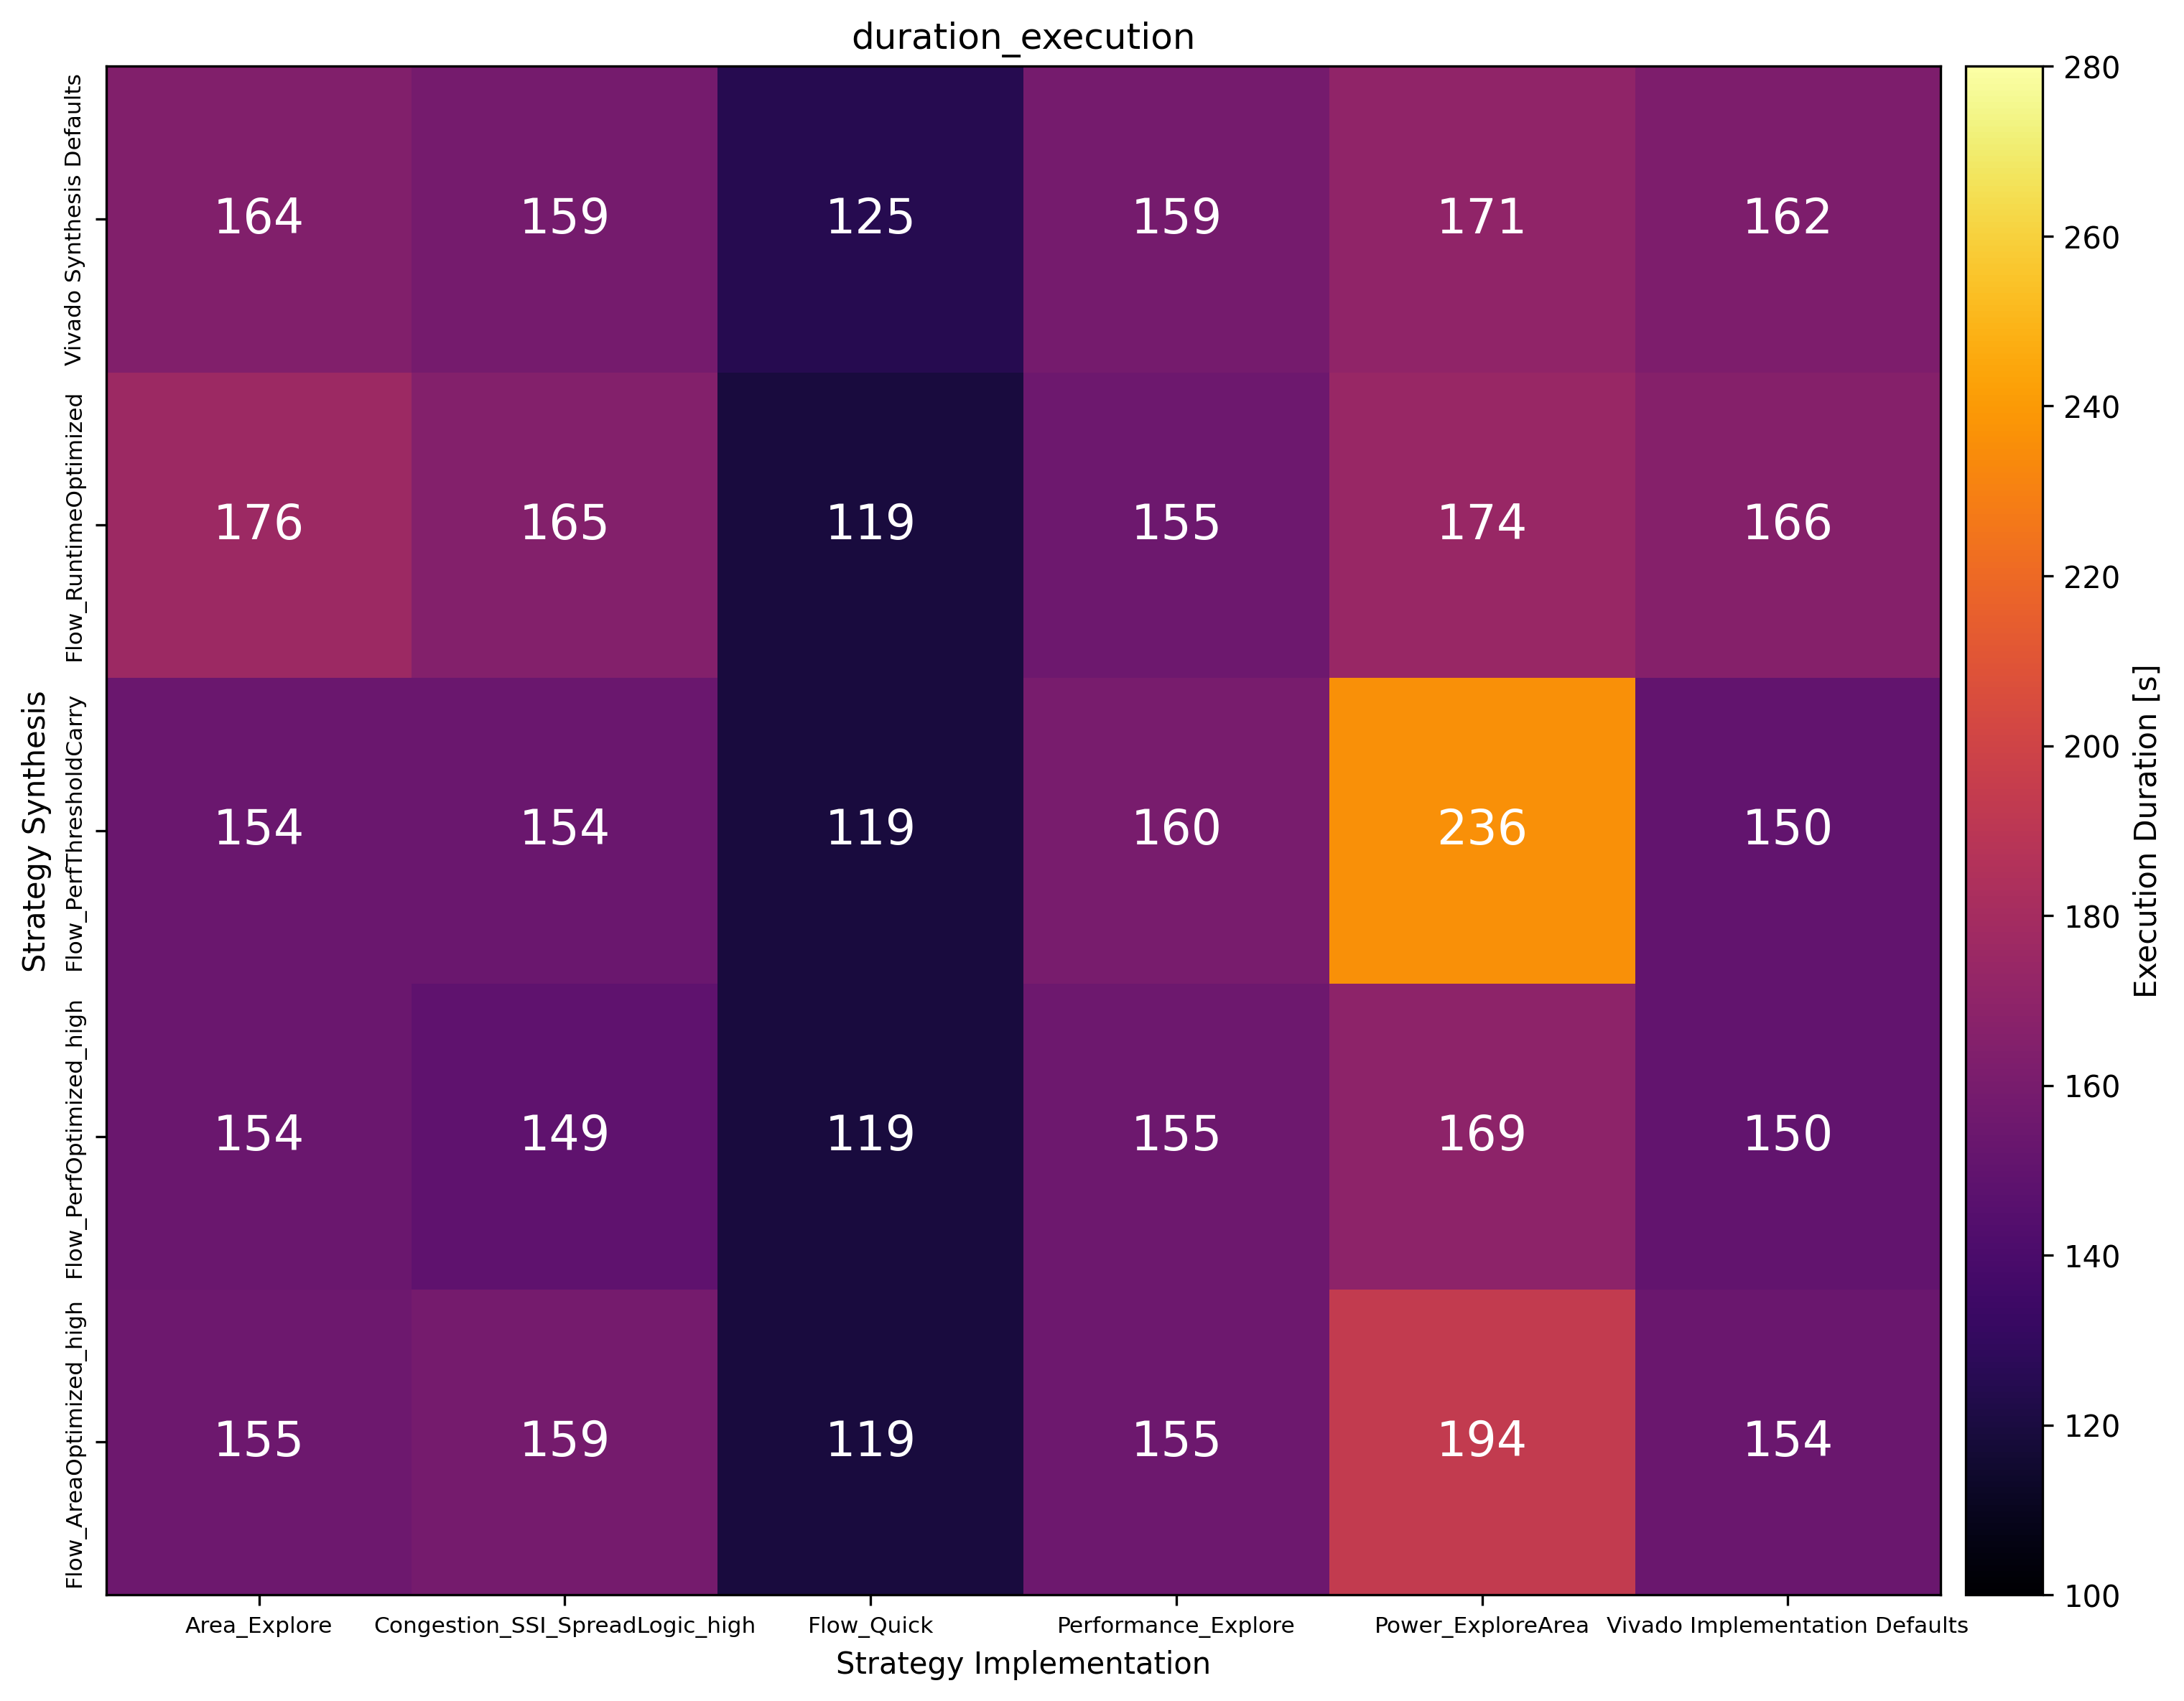 duration_execution
Vivado Synthesis Defaults
164 159 125 159 171 162
Flow_RuntimeOptimized
176 165 119 155 174 166
Flow_PerfThresholdCarry
154 154 119 160 236 150
Flow_PerfOptimized_high
154 149 119 155 169 150
Flow_AreaOptimized_high
155 159 119 155 194 154
Strategy Synthesis
Area_Explore Congestion_SSI_SpreadLogic_high Flow_Quick Performance_Explore Power_ExploreArea Vivado Implementation Defaults
Strategy Implementation
280
260
240
220
200
180
160
140
120
100
Execution Duration [s]